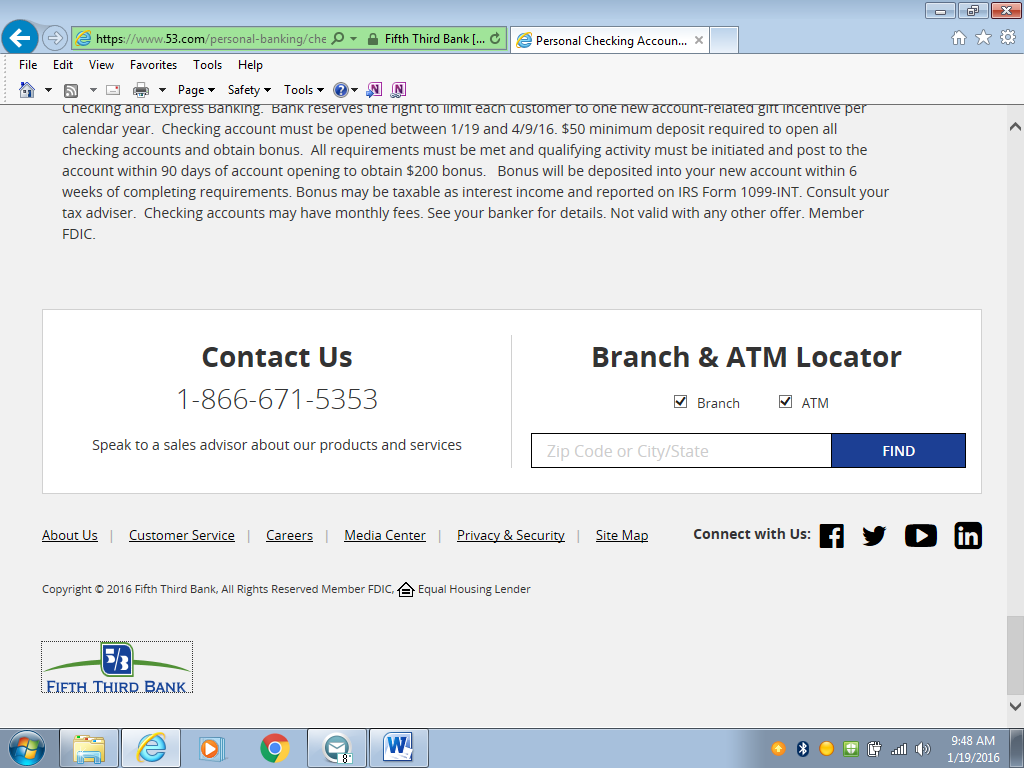 https://www.53.com/personal-banking/che
Fifth Third Bank [...
Personal Checking Accoun...
File Edit View Favorites Tools Help
Page Safety Tools
Checking and Express Banking. Bank reserves the right to limit each customer to one new account-related gift incentive per
calendar year. Checking account must be opened between 1/19 and 4/9/16. $50 minimum deposit required to open all
checking accounts and obtain bonus. All requirements must be met and qualifying activity must be initiated and post to the
account within 90 days of account opening to obtain $200 bonus. Bonus will be deposited into your new account within 6
weeks of completing requirements. Bonus may be taxable as interest income and reported on IRS Form 1099-INT. Consult your
tax adviser. Checking accounts may have monthly fees. See your banker for details. Not valid with any other offer. Member
FDIC.
Contact Us
1-866-671-5353
Speak to a sales advisor about our products and services
Branch & ATM Locator
Branch ATM
Zip Code or City/State FIND
About Us | Customer Service | Careers | Media Center | Privacy & Security | Site Map
Connect with Us:
Copyright © 2016 Fifth Third Bank, All Rights Reserved Member FDIC, Equal Housing Lender
5/3
FIFTH THIRD BANK
8
9:48 AM
1/19/2016